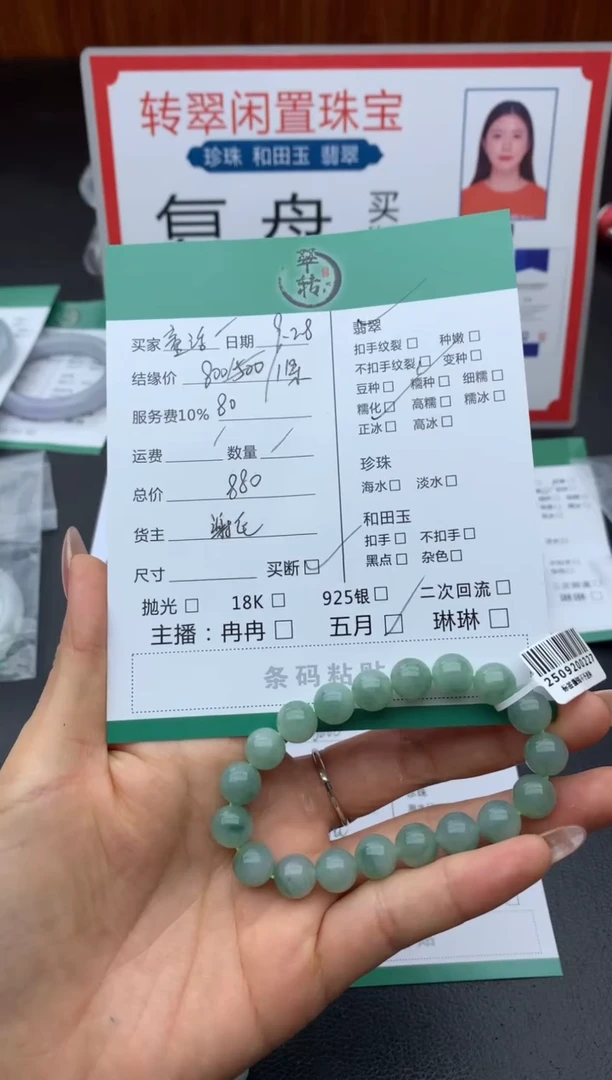 转翠闲置珠宝
珍珠 和田玉 翡翠
复盘 买
翠转
买家 日期 9.28
结缘价 800/500/1条
服务费10% 80
运费 数量
总价 880
货主
尺寸 买断☑
翡翠
扣手纹裂□ 种嫩□
不扣手纹裂□ 变种□
豆种□ 糯种□ 细糯□
糯化☑ 高糯□ 糯冰□
正冰□ 高冰□
珍珠
海水□ 淡水□
和田玉
扣手□ 不扣手□
黑点□ 杂色□
抛光□ 18K□ 925银□ 二次回流□
主播：冉冉□ 五月☑ 琳琳□
条码粘贴
2509200227